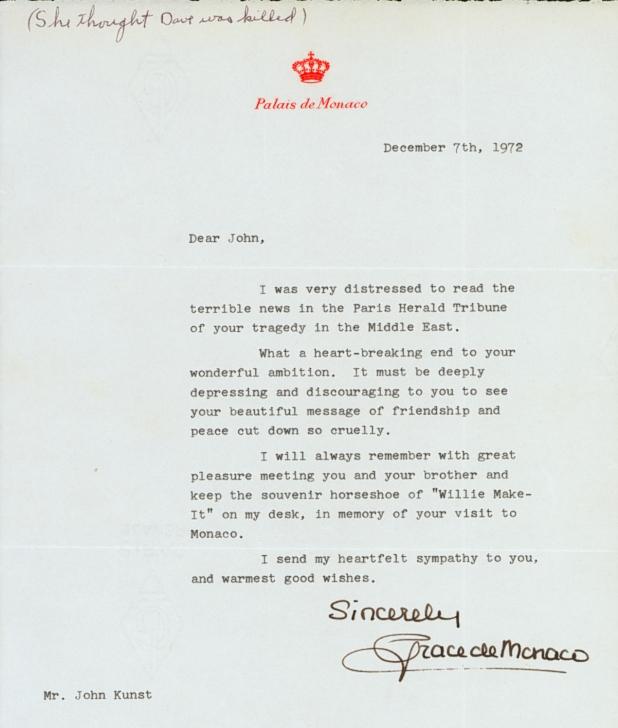 (She thought Dave was killed)
Palais de Monaco
December 7th, 1972
Dear John,
I was very distressed to read the
terrible news in the Paris Herald Tribune
of your tragedy in the Middle East.
What a heart-breaking end to your
wonderful ambition. It must be deeply
depressing and discouraging to you to see
your beautiful message of friendship and
peace cut down so cruelly.
I will always remember with great
pleasure meeting you and your brother and
keep the souvenir horseshoe of "Willie Make-
It" on my desk, in memory of your visit to
Monaco.
I send my heartfelt sympathy to you,
and warmest good wishes.
Sincerely
Grace de Monaco
Mr. John Kunst